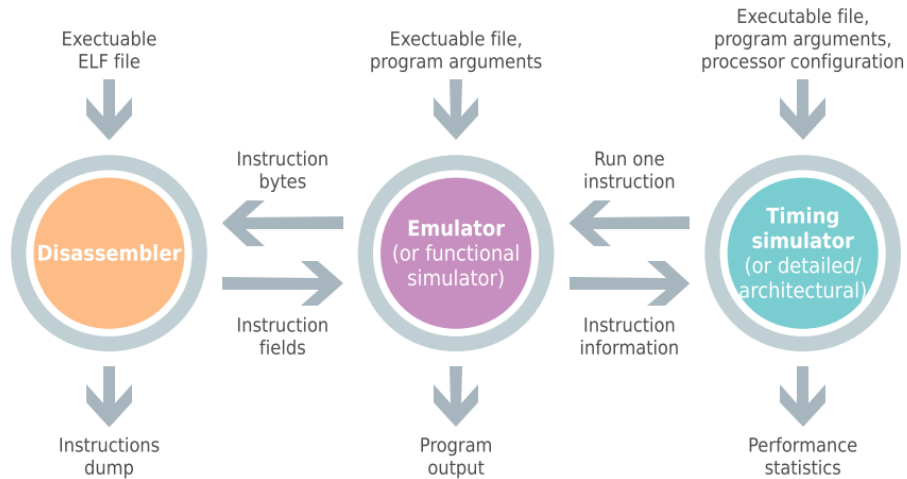 Exectuable
ELF file
Exectuable file,
program arguments
Executable file,
program arguments,
processor configuration
Instruction
bytes
Run one
instruction
Disassembler
Emulator
(or functional
simulator)
Timing
simulator
(or detailed/
architectural)
Instruction
fields
Instruction
information
Instructions
dump
Program
output
Performance
statistics